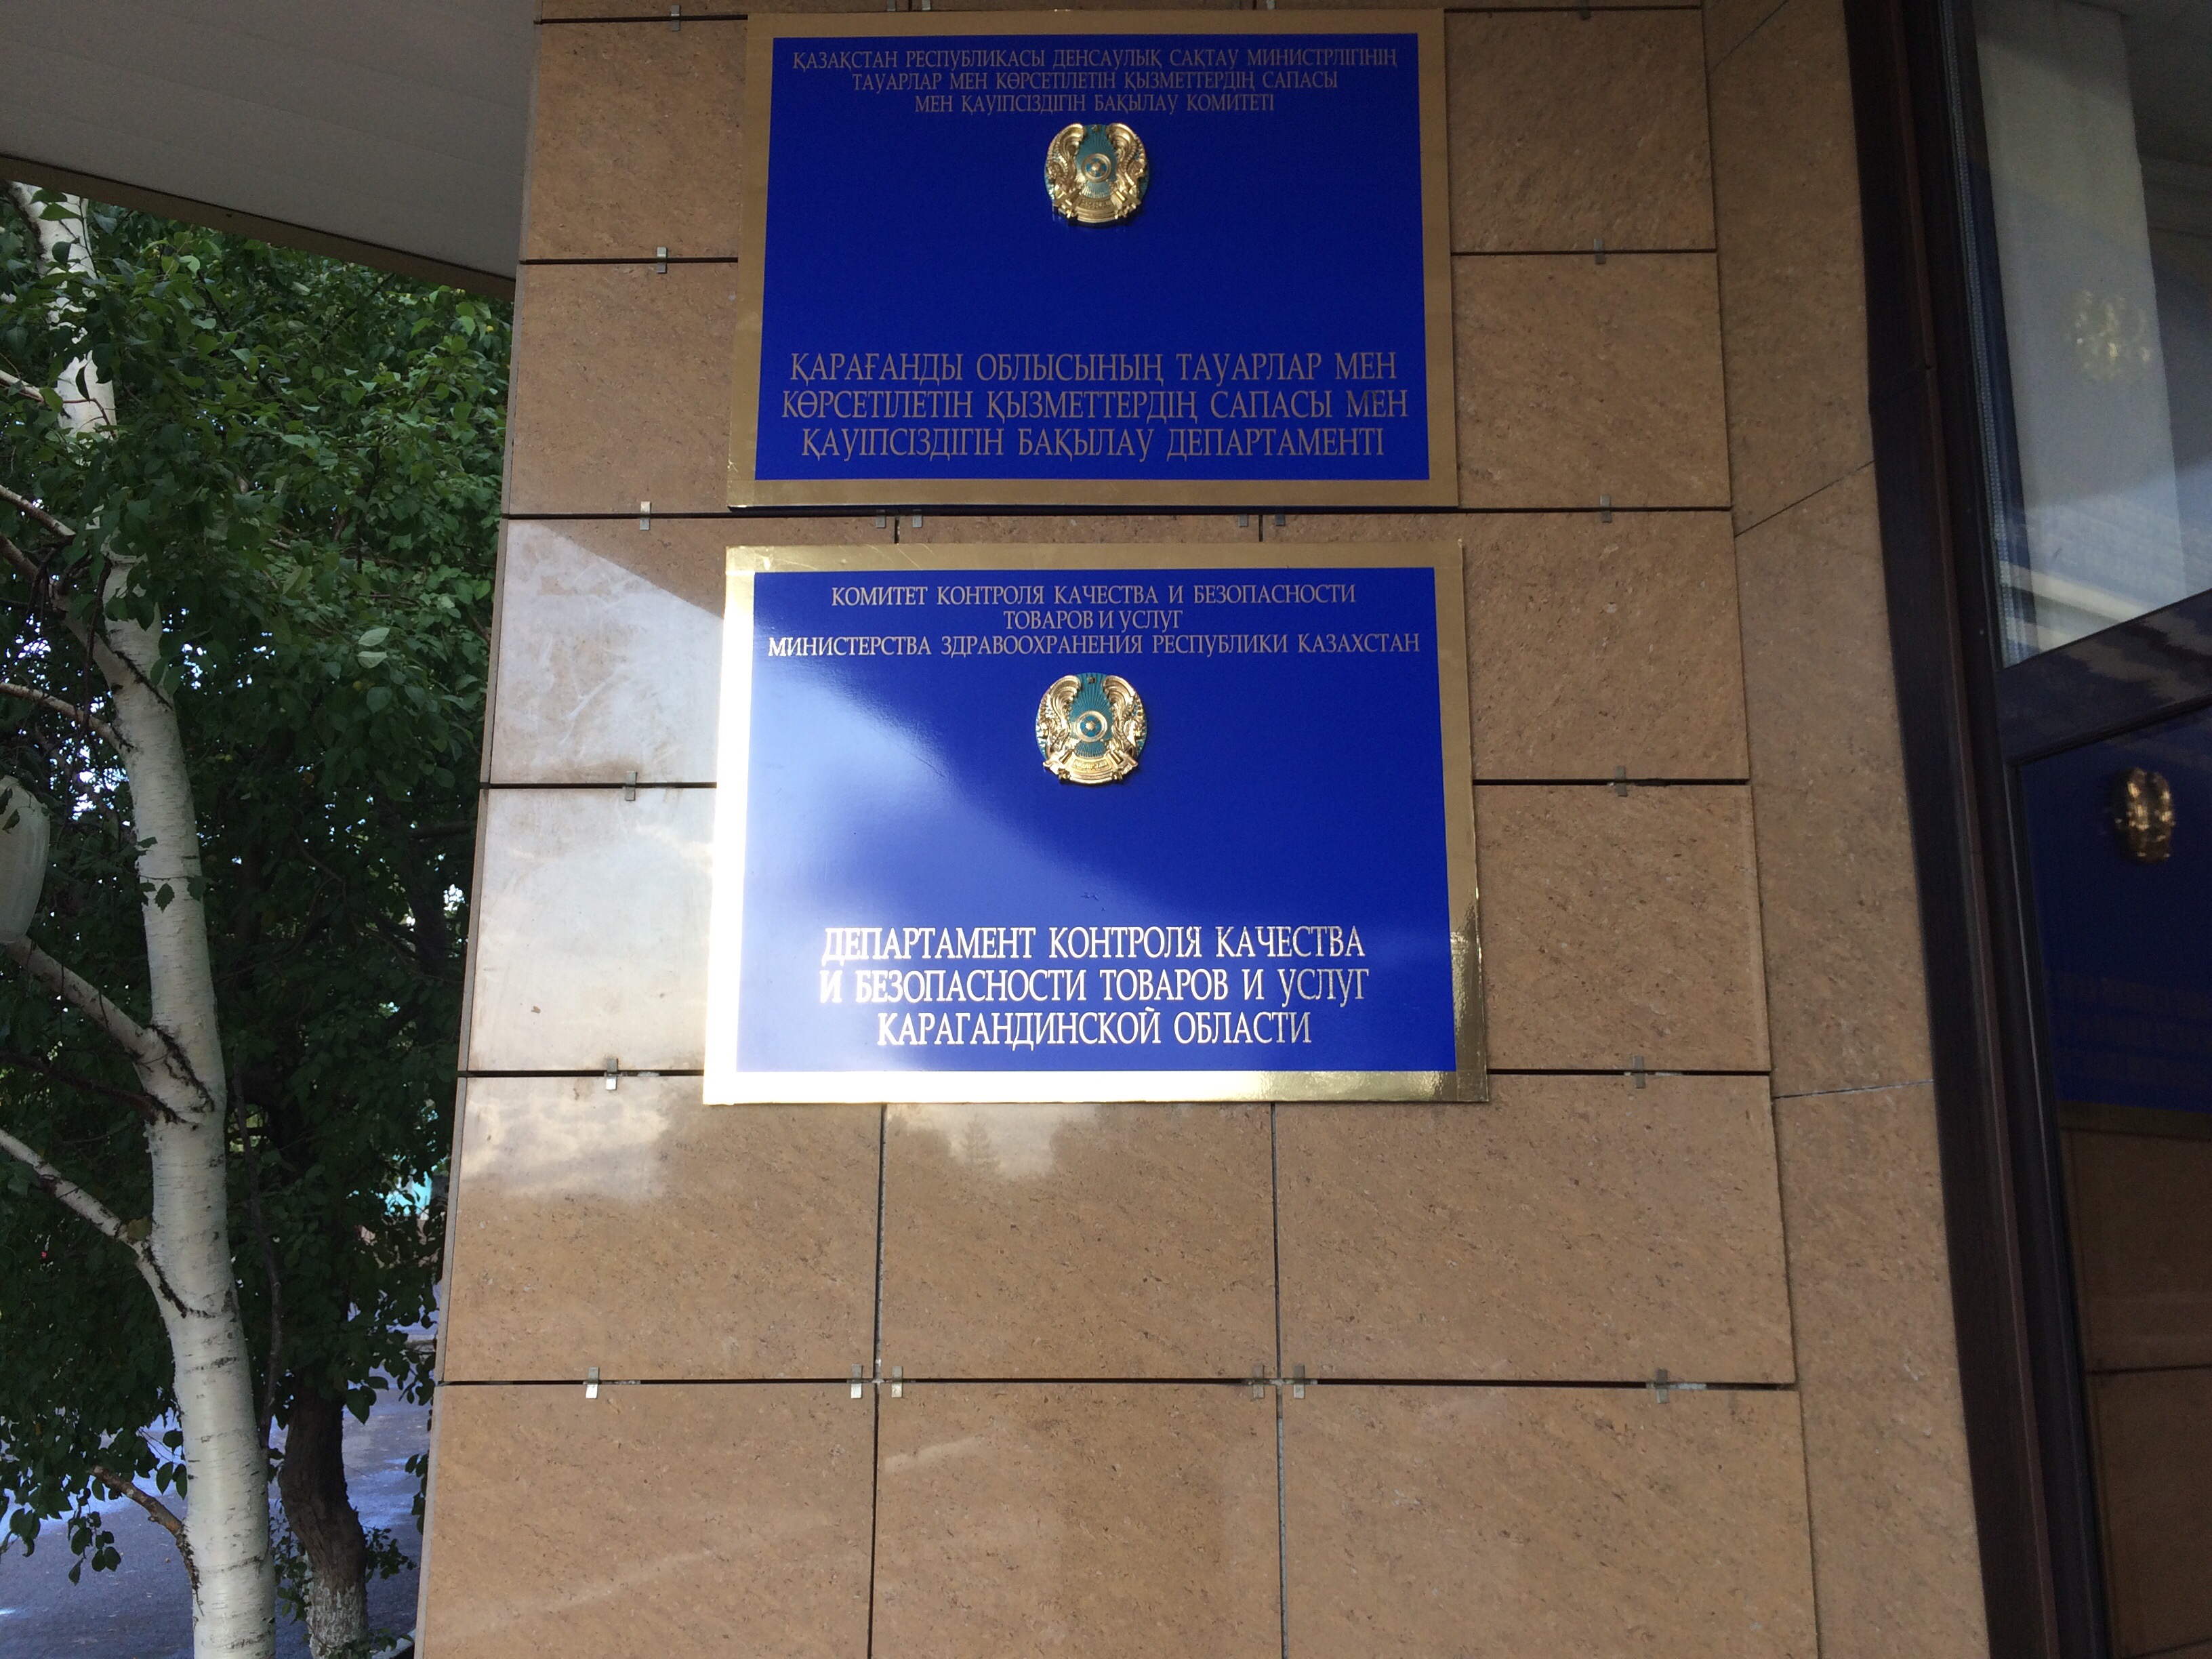 ҚАЗАҚСТАН РЕСПУБЛИКАСЫ ДЕНСАУЛЫҚ САҚТАУ МИНИСТРЛІГІНІҢ
ТАУАРЛАР МЕН КӨРСЕТІЛЕТІН ҚЫЗМЕТТЕРДІҢ САПАСЫ
МЕН ҚАУІПСІЗДІГІН БАҚЫЛАУ КОМИТЕТІ
ҚАРАҒАНДЫ ОБЛЫСЫНЫҢ ТАУАРЛАР МЕН
КӨРСЕТІЛЕТІН ҚЫЗМЕТТЕРДІҢ САПАСЫ МЕН
ҚАУІПСІЗДІГІН БАҚЫЛАУ ДЕПАРТАМЕНТІ
КОМИТЕТ КОНТРОЛЯ КАЧЕСТВА И БЕЗОПАСНОСТИ
ТОВАРОВ И УСЛУГ
МИНИСТЕРСТВА ЗДРАВООХРАНЕНИЯ РЕСПУБЛИКИ КАЗАХСТАН
ДЕПАРТАМЕНТ КОНТРОЛЯ КАЧЕСТВА
И БЕЗОПАСНОСТИ ТОВАРОВ И УСЛУГ
КАРАГАНДИНСКОЙ ОБЛАСТИ